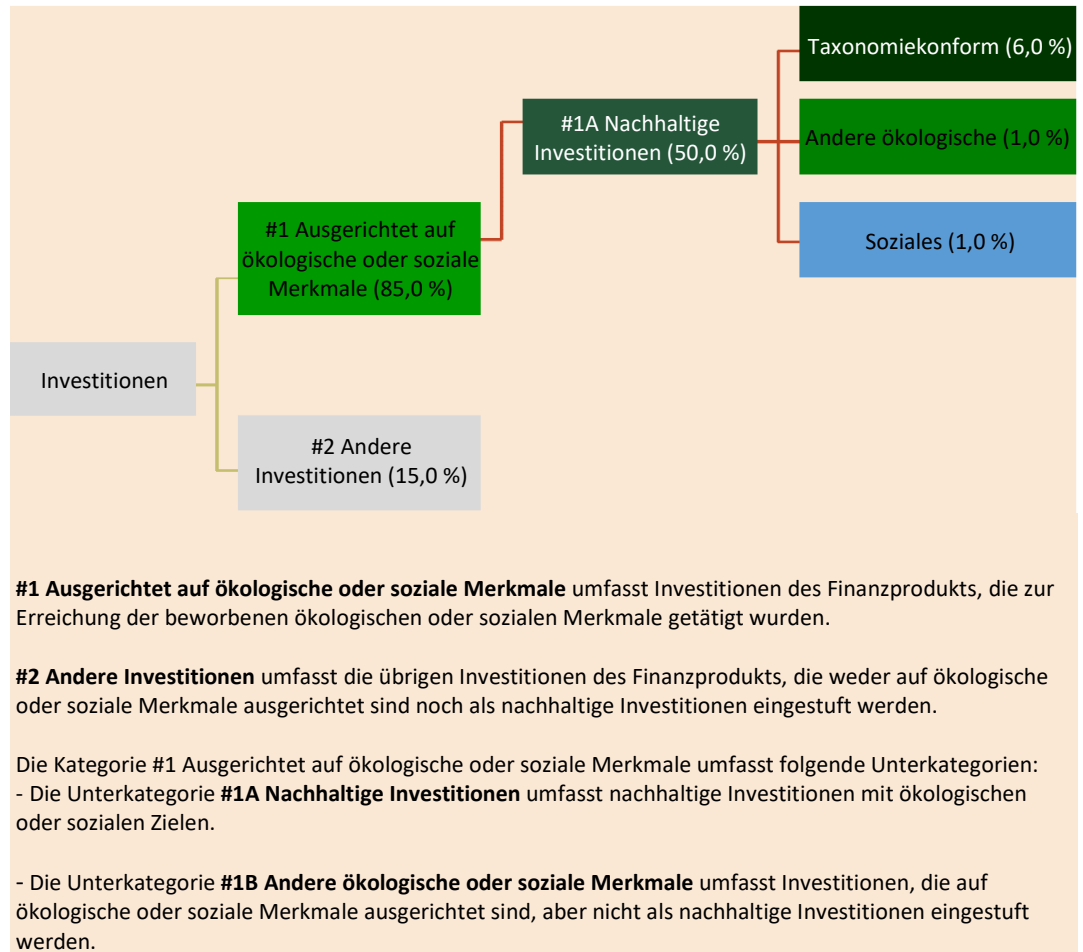 Taxonomiekonform (6,0 %)
#1A Nachhaltige
Investitionen (50,0 %)
Andere ökologische (1,0 %)
#1 Ausgerichtet auf
ökologische oder soziale
Merkmale (85,0 %)
Soziales (1,0 %)
Investitionen
#2 Andere
Investitionen (15,0 %)
#1 Ausgerichtet auf ökologische oder soziale Merkmale umfasst Investitionen des Finanzprodukts, die zur
Erreichung der beworbenen ökologischen oder sozialen Merkmale getätigt wurden.
#2 Andere Investitionen umfasst die übrigen Investitionen des Finanzprodukts, die weder auf ökologische
oder soziale Merkmale ausgerichtet sind noch als nachhaltige Investitionen eingestuft werden.
Die Kategorie #1 Ausgerichtet auf ökologische oder soziale Merkmale umfasst folgende Unterkategorien:
- Die Unterkategorie #1A Nachhaltige Investitionen umfasst nachhaltige Investitionen mit ökologischen
oder sozialen Zielen.
- Die Unterkategorie #1B Andere ökologische oder soziale Merkmale umfasst Investitionen, die auf
ökologische oder soziale Merkmale ausgerichtet sind, aber nicht als nachhaltige Investitionen eingestuft
werden.